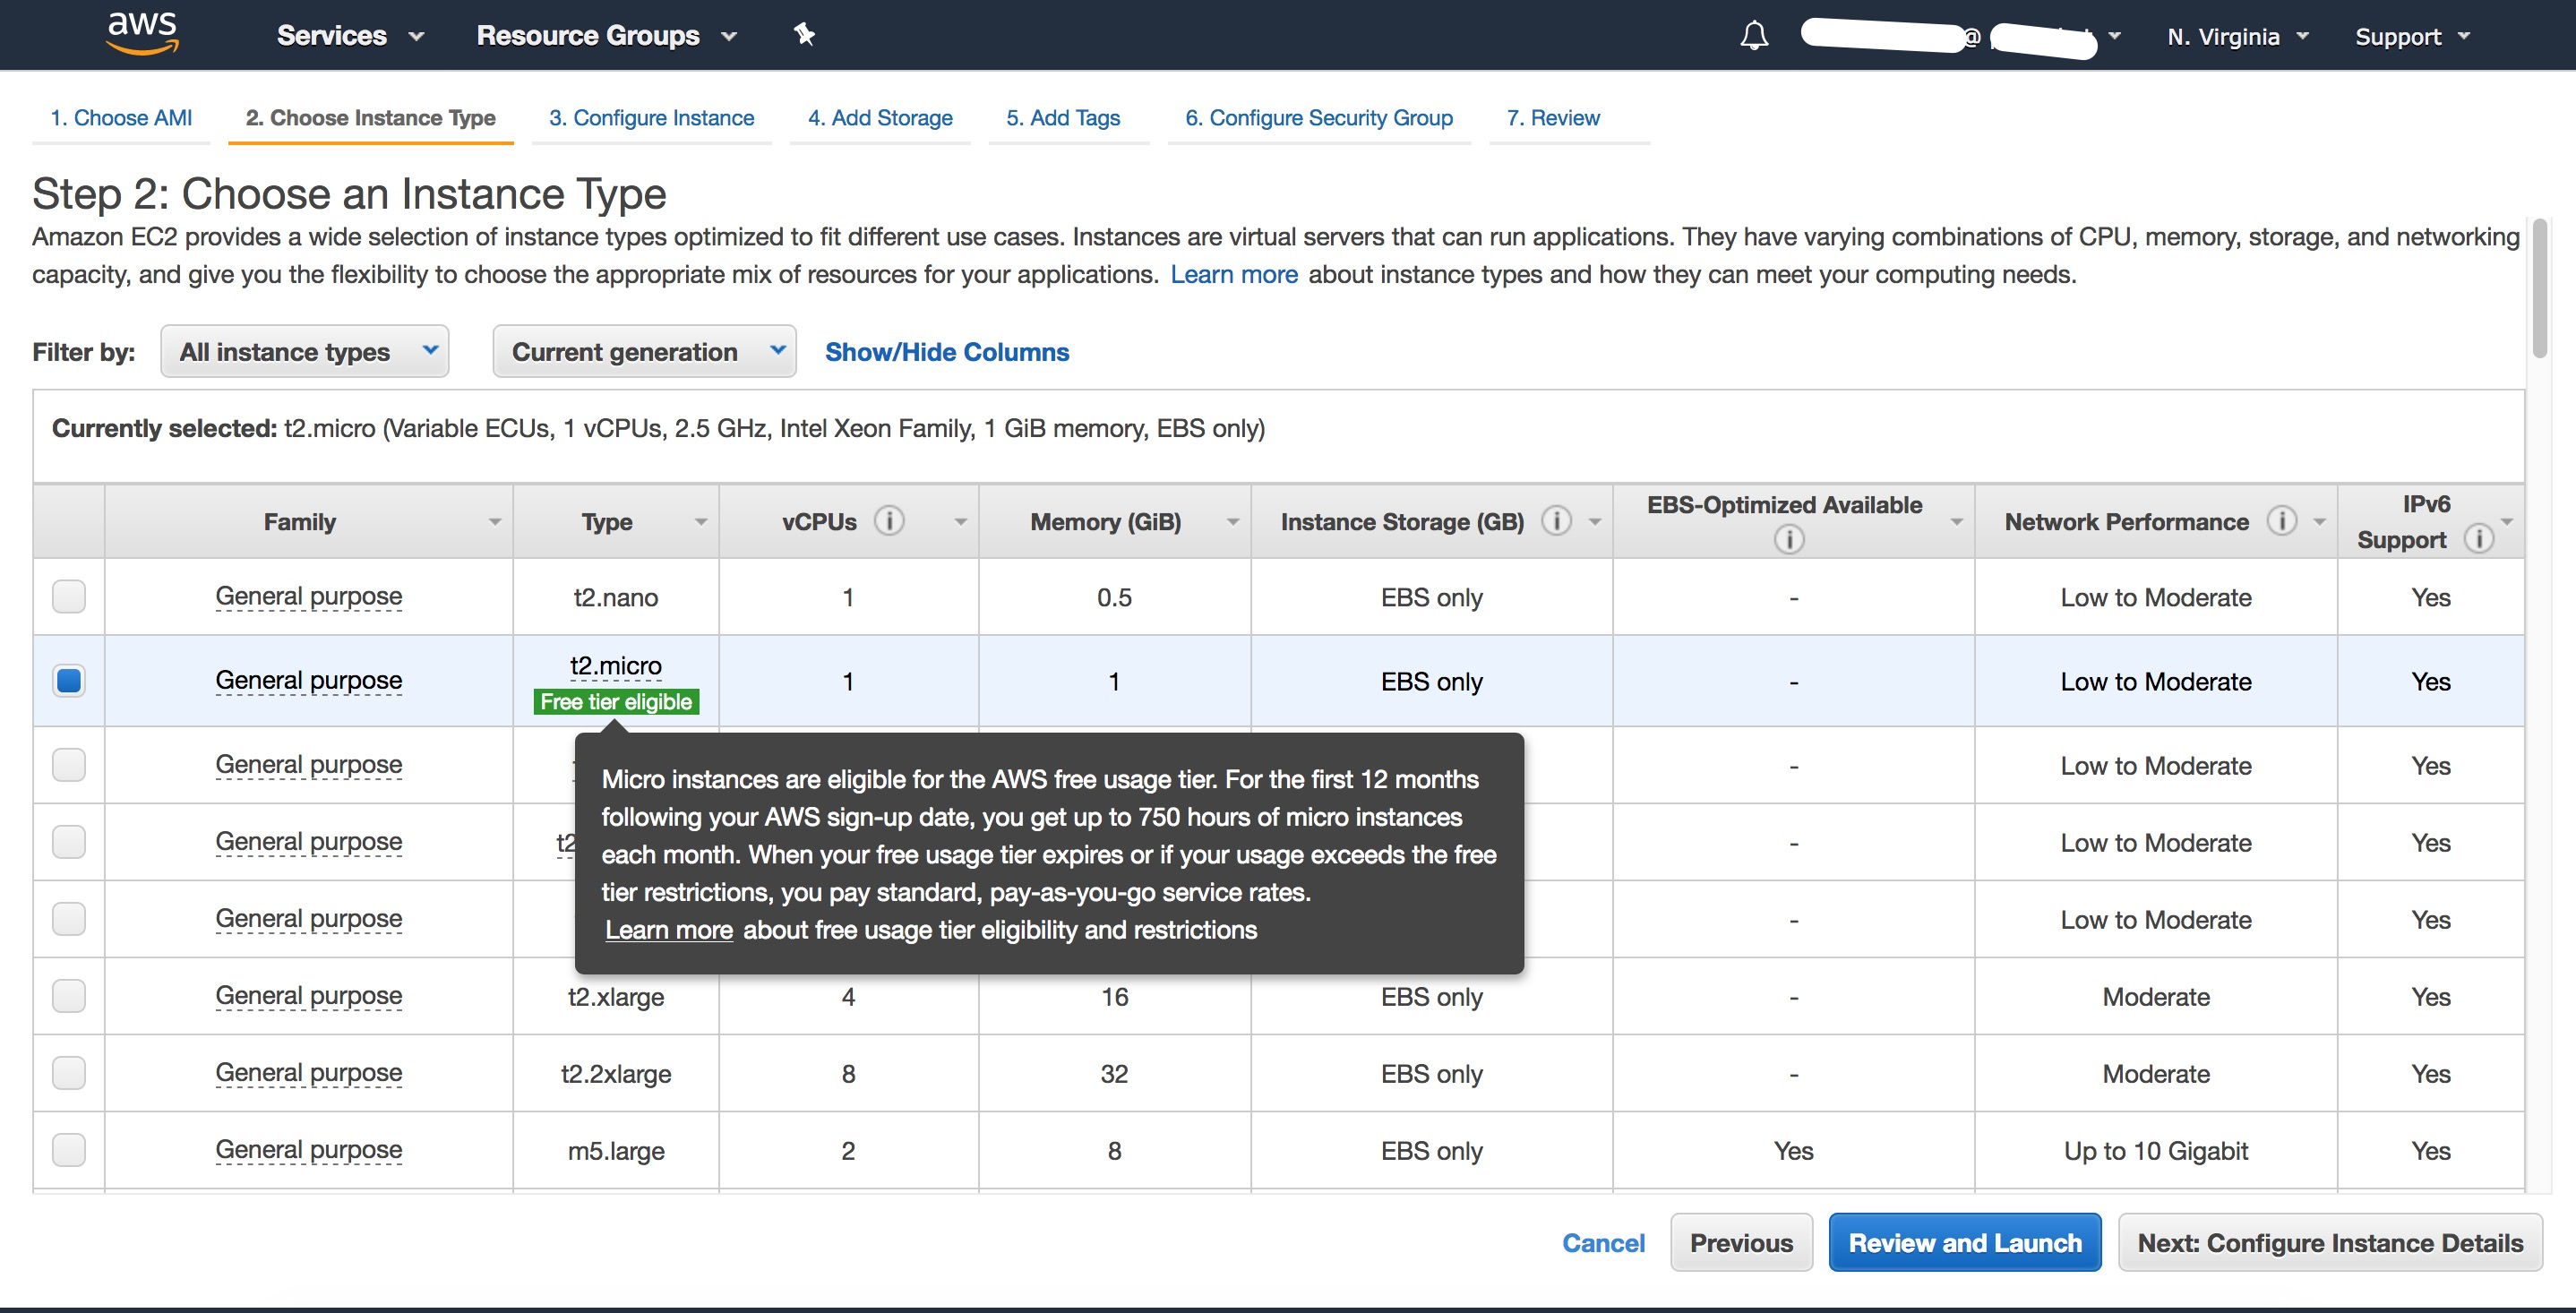 aws Services Resource Groups @ N. Virginia Support
1. Choose AMI 2. Choose Instance Type 3. Configure Instance 4. Add Storage 5. Add Tags 6. Configure Security Group 7. Review
Step 2: Choose an Instance Type
Amazon EC2 provides a wide selection of instance types optimized to fit different use cases. Instances are virtual servers that can run applications. They have varying combinations of CPU, memory, storage, and networking
capacity, and give you the flexibility to choose the appropriate mix of resources for your applications. Learn more about instance types and how they can meet your computing needs.
Filter by: All instance types Current generation Show/Hide Columns
Currently selected: t2.micro (Variable ECUs, 1 vCPUs, 2.5 GHz, Intel Xeon Family, 1 GiB memory, EBS only)
Family Type vCPUs i Memory (GiB) Instance Storage (GB) i EBS-Optimized Available i Network Performance i IPv6 Support i
General purpose t2.nano 1 0.5 EBS only - Low to Moderate Yes
General purpose t2.micro 1 1 EBS only - Low to Moderate Yes
Free tier eligible
General purpose - Low to Moderate Yes
General purpose t2 - Low to Moderate Yes
General purpose - Low to Moderate Yes
Micro instances are eligible for the AWS free usage tier. For the first 12 months
following your AWS sign-up date, you get up to 750 hours of micro instances
each month. When your free usage tier expires or if your usage exceeds the free
tier restrictions, you pay standard, pay-as-you-go service rates.
Learn more about free usage tier eligibility and restrictions
General purpose t2.xlarge 4 16 EBS only - Moderate Yes
General purpose t2.2xlarge 8 32 EBS only - Moderate Yes
General purpose m5.large 2 8 EBS only Yes Up to 10 Gigabit Yes
Cancel Previous Review and Launch Next: Configure Instance Details